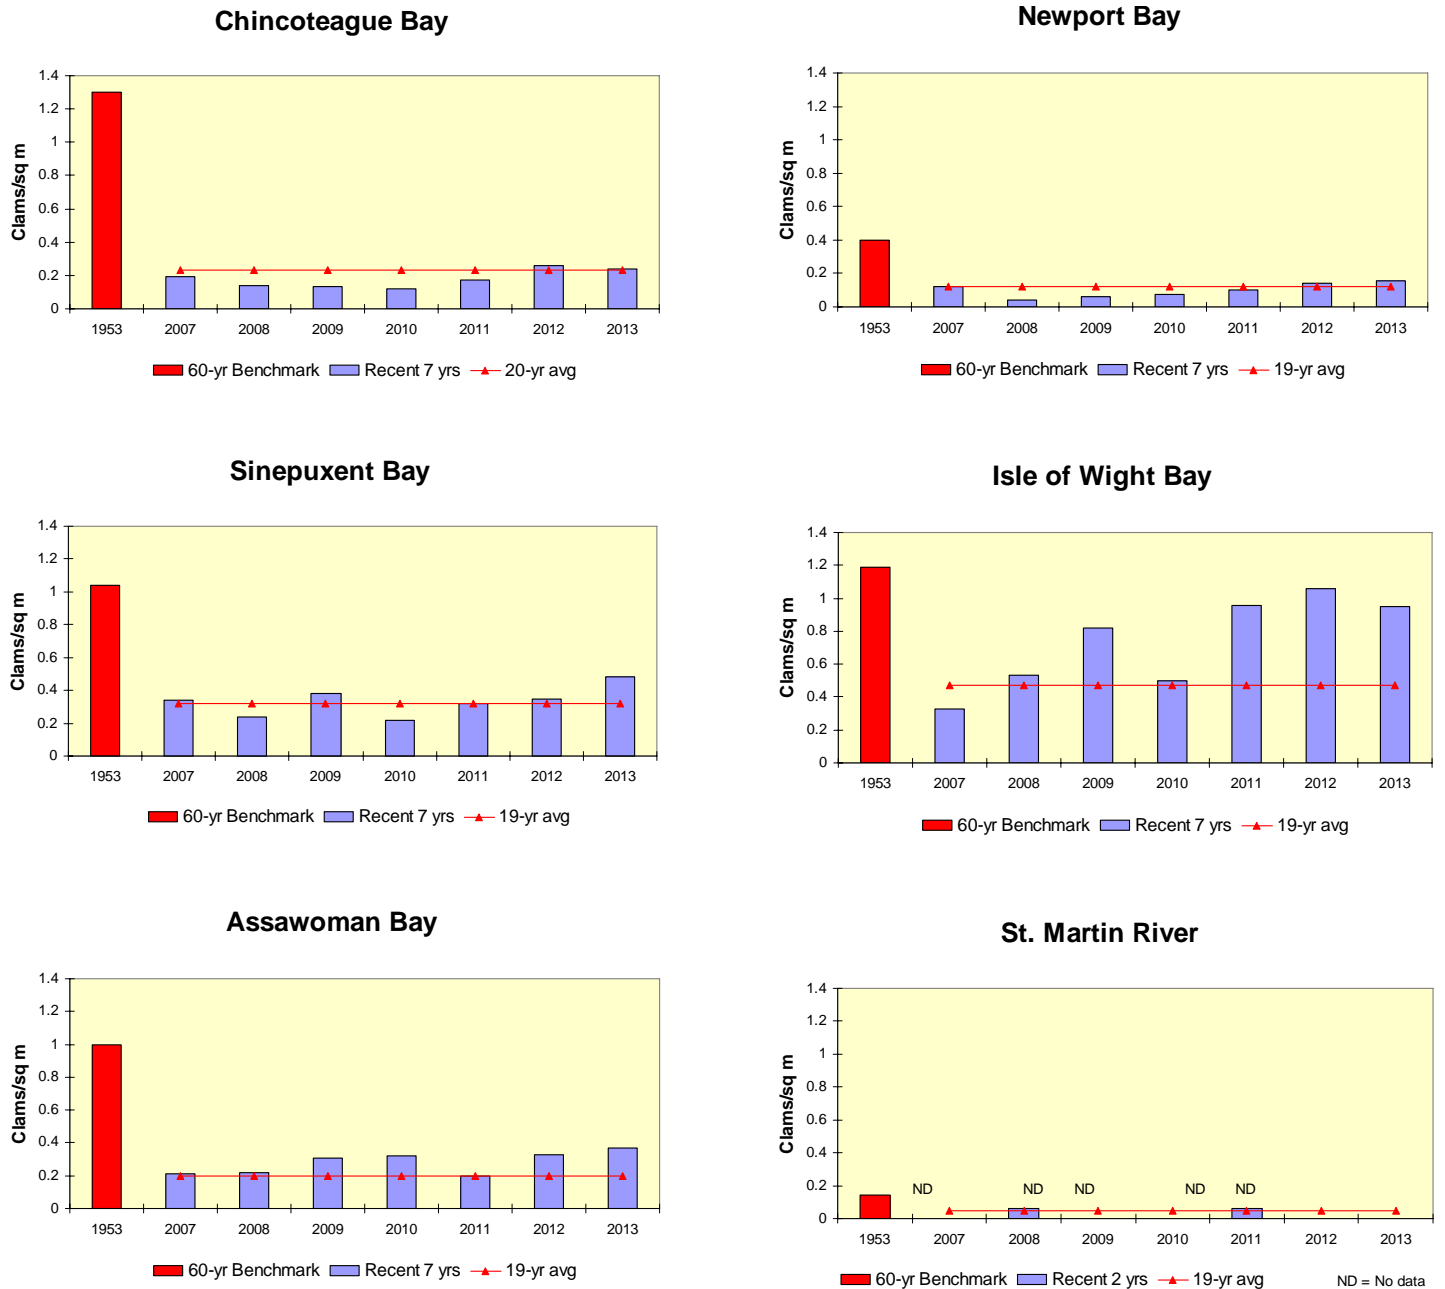 Chincoteague Bay
1.4
1.2
1
0.8
0.6
0.4
0.2
0
Clams/sq m
1953 2007 2008 2009 2010 2011 2012 2013
60-yr Benchmark Recent 7 yrs 20-yr avg
Newport Bay
1.4
1.2
1
0.8
0.6
0.4
0.2
0
Clams/sq m
1953 2007 2008 2009 2010 2011 2012 2013
60-yr Benchmark Recent 7 yrs 19-yr avg
Sinepuxent Bay
1.4
1.2
1
0.8
0.6
0.4
0.2
0
Clams/sq m
1953 2007 2008 2009 2010 2011 2012 2013
60-yr Benchmark Recent 7 yrs 19-yr avg
Isle of Wight Bay
1.4
1.2
1
0.8
0.6
0.4
0.2
0
Clams/sq m
1953 2007 2008 2009 2010 2011 2012 2013
60-yr Benchmark Recent 7 yrs 19-yr avg
Assawoman Bay
1.4
1.2
1
0.8
0.6
0.4
0.2
0
Clams/sq m
1953 2007 2008 2009 2010 2011 2012 2013
60-yr Benchmark Recent 7 yrs 19-yr avg
St. Martin River
1.4
1.2
1
0.8
0.6
0.4
0.2
0
Clams/sq m
ND ND ND ND ND
1953 2007 2008 2009 2010 2011 2012 2013
60-yr Benchmark Recent 2 yrs 19-yr avg
ND = No data